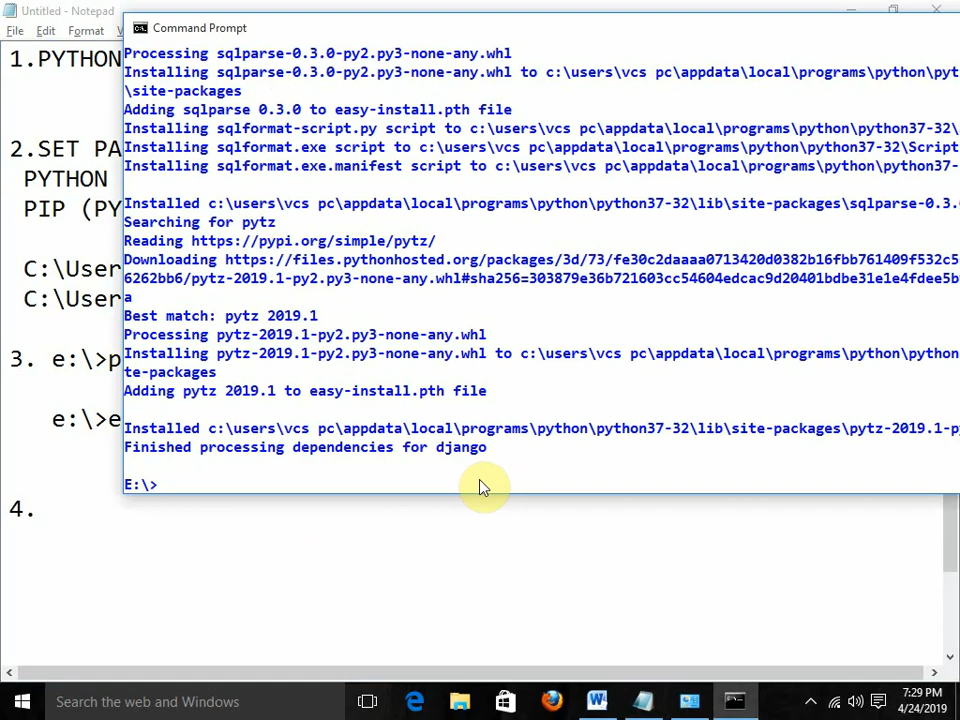 Untitled - Notepad
File Edit Format V
1.PYTHON
2.SET PA
PYTHON
PIP (PY
C:\User
C:\User
3. e:\>p
e:\>e
4.
Command Prompt
Processing sqlparse-0.3.0-py2.py3-none-any.whl
Installing sqlparse-0.3.0-py2.py3-none-any.whl to c:\users\vcs pc\appdata\local\programs\python\pyt
\site-packages
Adding sqlparse 0.3.0 to easy-install.pth file
Installing sqlformat-script.py script to c:\users\vcs pc\appdata\local\programs\python\python37-32\
Installing sqlformat.exe script to c:\users\vcs pc\appdata\local\programs\python\python37-32\Script
Installing sqlformat.exe.manifest script to c:\users\vcs pc\appdata\local\programs\python\python37-
Installed c:\users\vcs pc\appdata\local\programs\python\python37-32\lib\site-packages\sqlparse-0.3.
Searching for pytz
Reading https://pypi.org/simple/pytz/
Downloading https://files.pythonhosted.org/packages/3d/73/fe30c2daaaa0713420d0382b16fbb761409f532c5
6262bb6/pytz-2019.1-py2.py3-none-any.whl#sha256=303879e36b721603cc54604edcac9d20401bdbe31e1e4fdee5b
a
Best match: pytz 2019.1
Processing pytz-2019.1-py2.py3-none-any.whl
Installing pytz-2019.1-py2.py3-none-any.whl to c:\users\vcs pc\appdata\local\programs\python\python
te-packages
Adding pytz 2019.1 to easy-install.pth file
Installed c:\users\vcs pc\appdata\local\programs\python\python37-32\lib\site-packages\pytz-2019.1-p
Finished processing dependencies for django
E:\>
Search the web and Windows
7:29 PM
4/24/2019